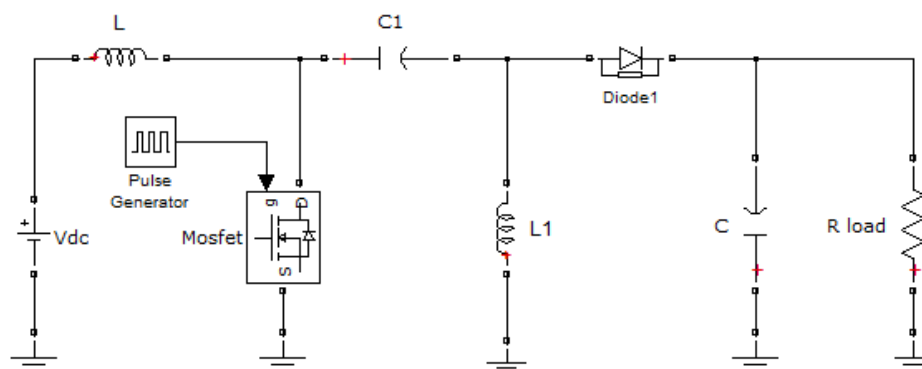 L
C1
Diode1
Pulse
Generator
g
D
S
Mosfet
+
Vdc
L1
C
R load